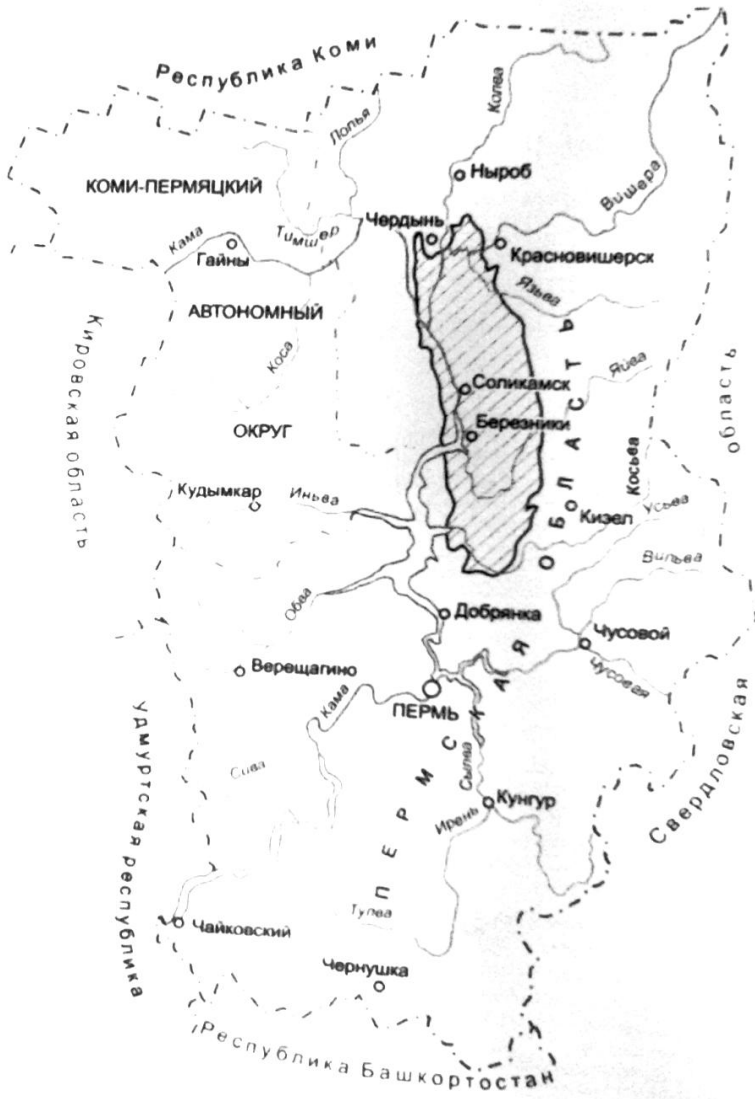 Республика Коми
Колва
Лопья
Вишера
Ныроб
КОМИ-ПЕРМЯЦКИЙ
Тимшер
Чердынь
Кама
Гайны
Красновишерск
Язьва
АВТОНОМНЫЙ
Коса
Кировская область
Яйва
Соликамск
Березники
ОКРУГ
Косьва
Кудымкар
Иньва
Кизел
Усьва
Вильва
Обва
Добрянка
Чусовой
Чусовая
Верещагино
Кама
ПЕРМЬ
ПЕРМСКАЯ ОБЛАСТЬ
Свердловская область
Удмуртская республика
Сива
Сылва
Кунгур
Ирень
Тулва
Чайковский
Чернушка
Республика Башкортостан